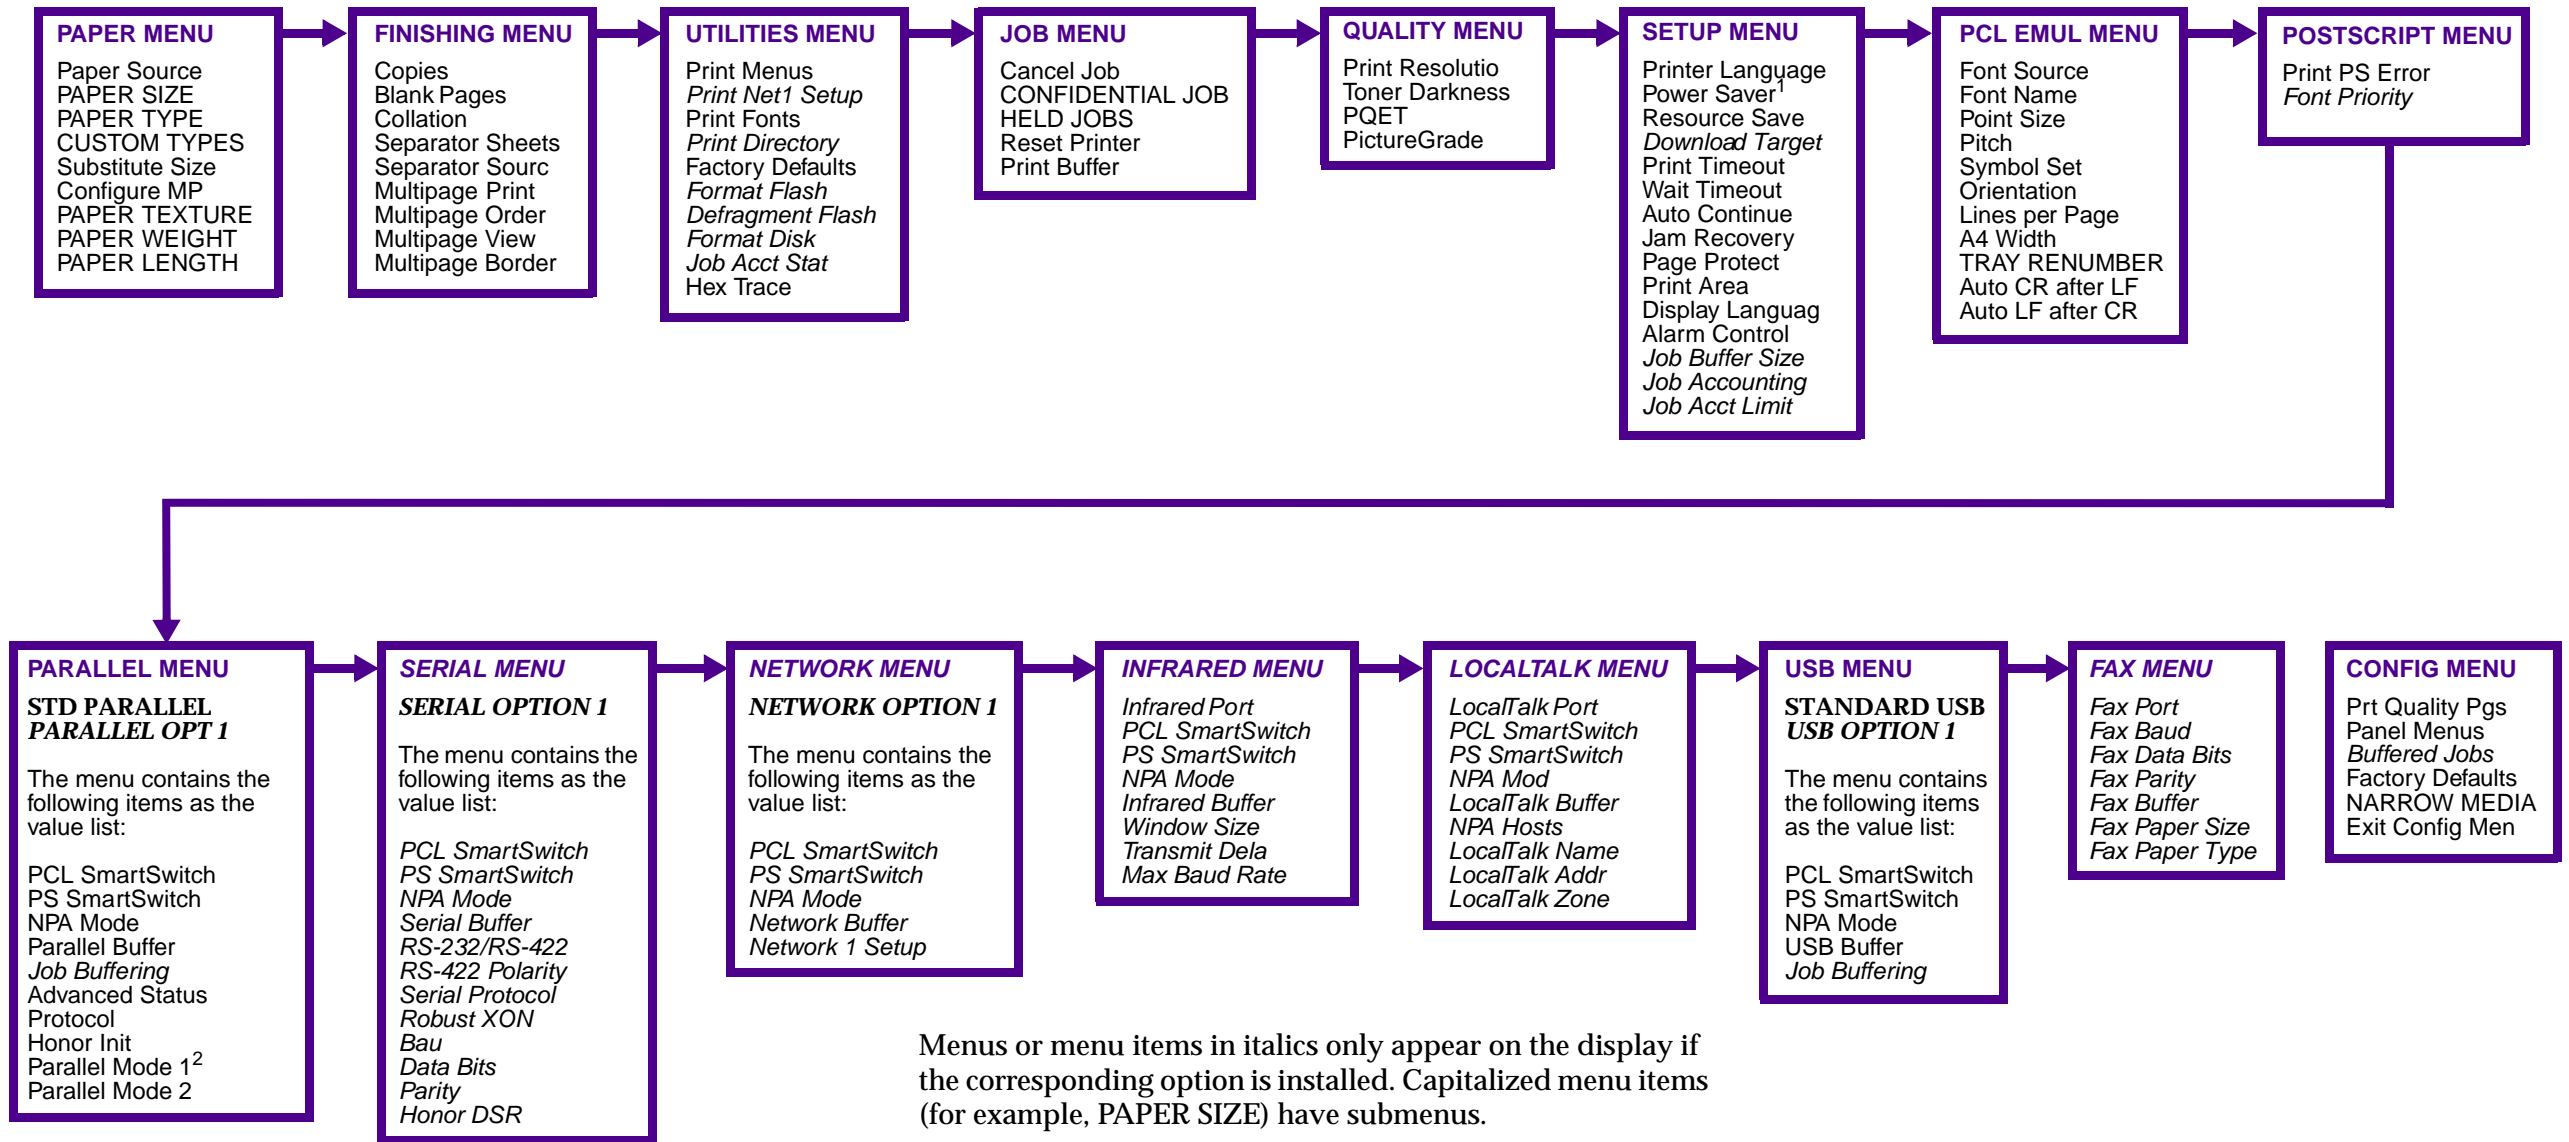 PAPER MENU
Paper Source
PAPER SIZE
PAPER TYPE
CUSTOM TYPES
Substitute Size
Configure MP
PAPER TEXTURE
PAPER WEIGHT
PAPER LENGTH
FINISHING MENU
Copies
Blank Pages
Collation
Separator Sheets
Separator Sourc
Multipage Print
Multipage Order
Multipage View
Multipage Border
UTILITIES MENU
Print Menus
Print Net1 Setup
Print Fonts
Print Directory
Factory Defaults
Format Flash
Defragment Flash
Format Disk
Job Acct Stat
Hex Trace
JOB MENU
Cancel Job
CONFIDENTIAL JOB
HELD JOBS
Reset Printer
Print Buffer
QUALITY MENU
Print Resolutio
Toner Darkness
PQET
PictureGrade
SETUP MENU
Printer Language
Power Saver1
Resource Save
Download Target
Print Timeout
Wait Timeout
Auto Continue
Jam Recovery
Page Protect
Print Area
Display Languag
Alarm Control
Job Buffer Size
Job Accounting
Job Acct Limit
PCL EMUL MENU
Font Source
Font Name
Point Size
Pitch
Symbol Set
Orientation
Lines per Page
A4 Width
TRAY RENUMBER
Auto CR after LF
Auto LF after CR
POSTSCRIPT MENU
Print PS Error
Font Priority
PARALLEL MENU
STD PARALLEL
PARALLEL OPT 1
The menu contains the
following items as the
value list:
PCL SmartSwitch
PS SmartSwitch
NPA Mode
Parallel Buffer
Job Buffering
Advanced Status
Protocol
Honor Init
Parallel Mode 12
Parallel Mode 2
SERIAL MENU
SERIAL OPTION 1
The menu contains the
following items as the
value list:
PCL SmartSwitch
PS SmartSwitch
NPA Mode
Serial Buffer
RS-232/RS-422
RS-422 Polarity
Serial Protocol
Robust XON
Bau
Data Bits
Parity
Honor DSR
NETWORK MENU
NETWORK OPTION 1
The menu contains the
following items as the
value list:
PCL SmartSwitch
PS SmartSwitch
NPA Mode
Network Buffer
Network 1 Setup
INFRARED MENU
Infrared Port
PCL SmartSwitch
PS SmartSwitch
NPA Mode
Infrared Buffer
Window Size
Transmit Dela
Max Baud Rate
LOCALTALK MENU
LocalTalk Port
PCL SmartSwitch
PS SmartSwitch
NPA Mod
LocalTalk Buffer
NPA Hosts
LocalTalk Name
LocalTalk Addr
LocalTalk Zone
USB MENU
STANDARD USB
USB OPTION 1
The menu contains
the following items
as the value list:
PCL SmartSwitch
PS SmartSwitch
NPA Mode
USB Buffer
Job Buffering
FAX MENU
Fax Port
Fax Baud
Fax Data Bits
Fax Parity
Fax Buffer
Fax Paper Size
Fax Paper Type
CONFIG MENU
Prt Quality Pgs
Panel Menus
Buffered Jobs
Factory Defaults
NARROW MEDIA
Exit Config Men
Menus or menu items in italics only appear on the display if
the corresponding option is installed. Capitalized menu items
(for example, PAPER SIZE) have submenus.